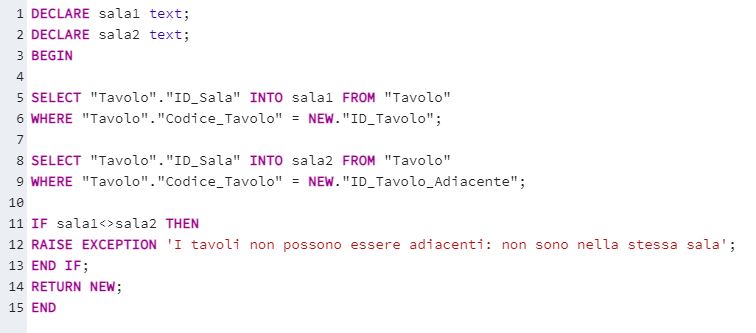 1 DECLARE sala1 text;
2 DECLARE sala2 text;
3 BEGIN
4
5 SELECT "Tavolo"."ID_Sala" INTO sala1 FROM "Tavolo"
6 WHERE "Tavolo"."Codice_Tavolo" = NEW."ID_Tavolo";
7
8 SELECT "Tavolo"."ID_Sala" INTO sala2 FROM "Tavolo"
9 WHERE "Tavolo"."Codice_Tavolo" = NEW."ID_Tavolo_Adiacente";
10
11 IF sala1<>sala2 THEN
12 RAISE EXCEPTION 'I tavoli non possono essere adiacenti: non sono nella stessa sala';
13 END IF;
14 RETURN NEW;
15 END